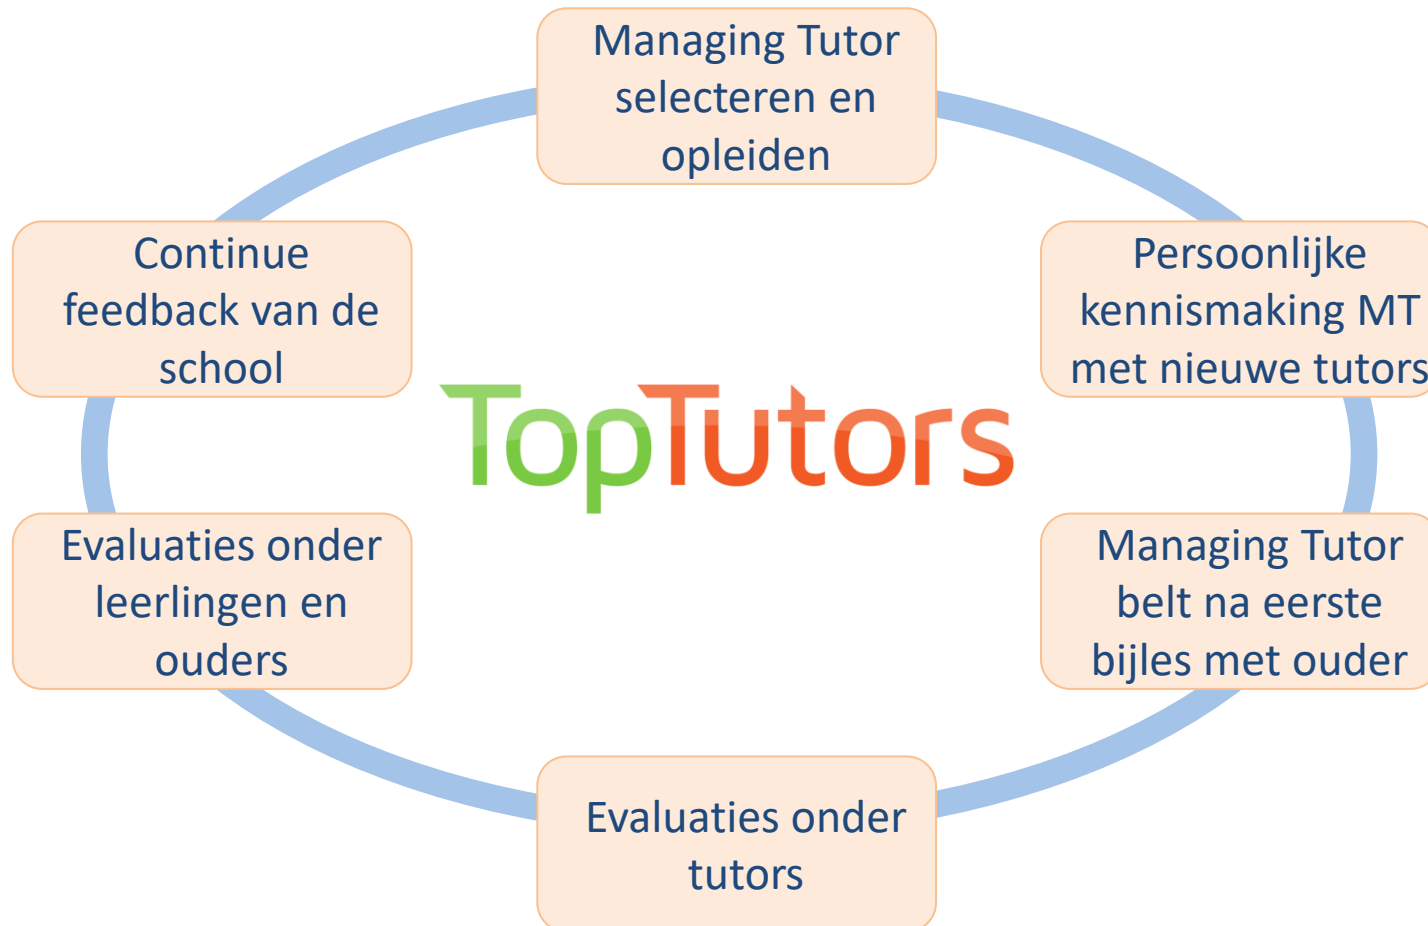 Managing Tutor
selecteren en
opleiden
Persoonlijke
kennismaking MT
met nieuwe tutors
Managing Tutor
belt na eerste
bijles met ouder
Evaluaties onder
tutors
Evaluaties onder
leerlingen en
ouders
Continue
feedback van de
school
TopTutors